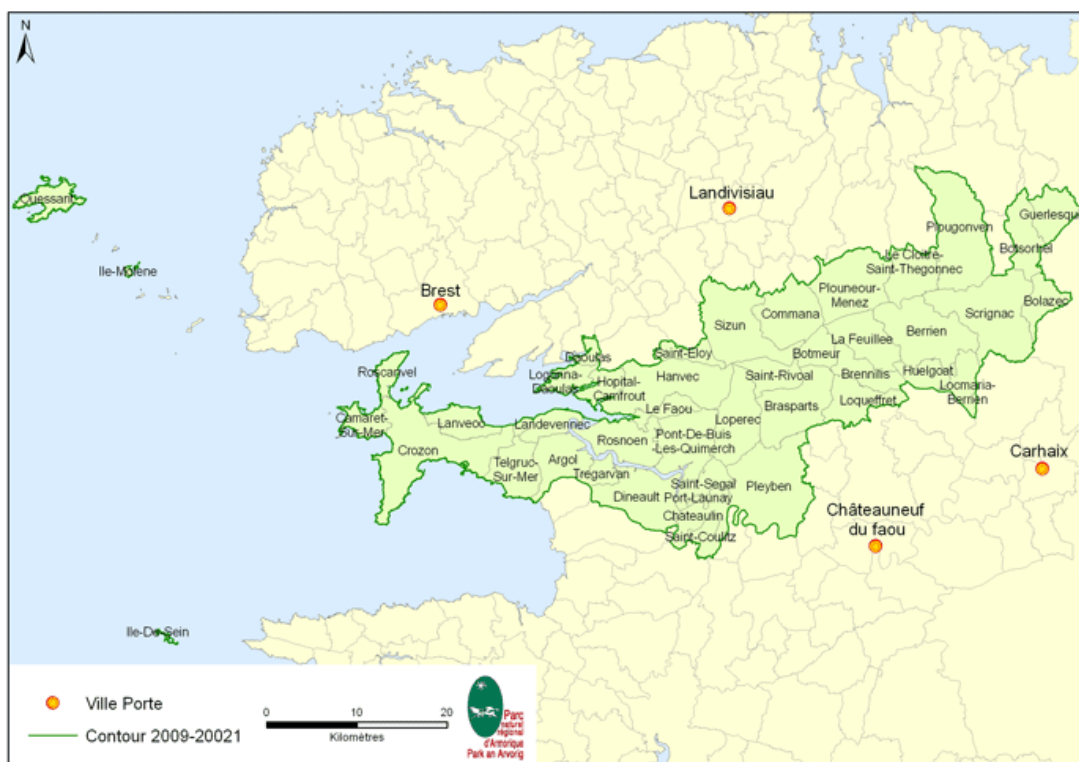 N
Ouessant
Ile-Molene
Landivisiau
Brest
Plougonven
Guerlesquin
Botsorhel
Le Cloitre-
Saint-Thegonnec
Plouneour-
Menez
Bolazec
Scrignac
Commana
Sizun
Berrien
La Feuillee
Botmeur
Saint-Eloy
Daoulas
Roscanvel
Logonna-
Daoulas
Hopital-
Camfrout
Hanvec
Saint-Rivoal
Brennilis
Huelgoat
Locmaria-
Berrien
Loqueffret
Brasparts
Le Faou
Loperec
Camaret-
Sur-Mer
Lanveoc
Landevennec
Crozon
Rosnoen
Pont-De-Buis
-Les-Quimerch
Telgruc-
Sur-Mer
Argol
Tregarvan
Carhaix
Saint-Segal
Pleyben
Dineault
Port-Launay
Chateaulin
Saint-Coulitz
Châteauneuf
du faou
Ile-De-Sein
Ville Porte
Contour 2009-20021
0 10 20
Kilomètres
Parc
naturel
régional
d'Armorique
Park an Arvorig